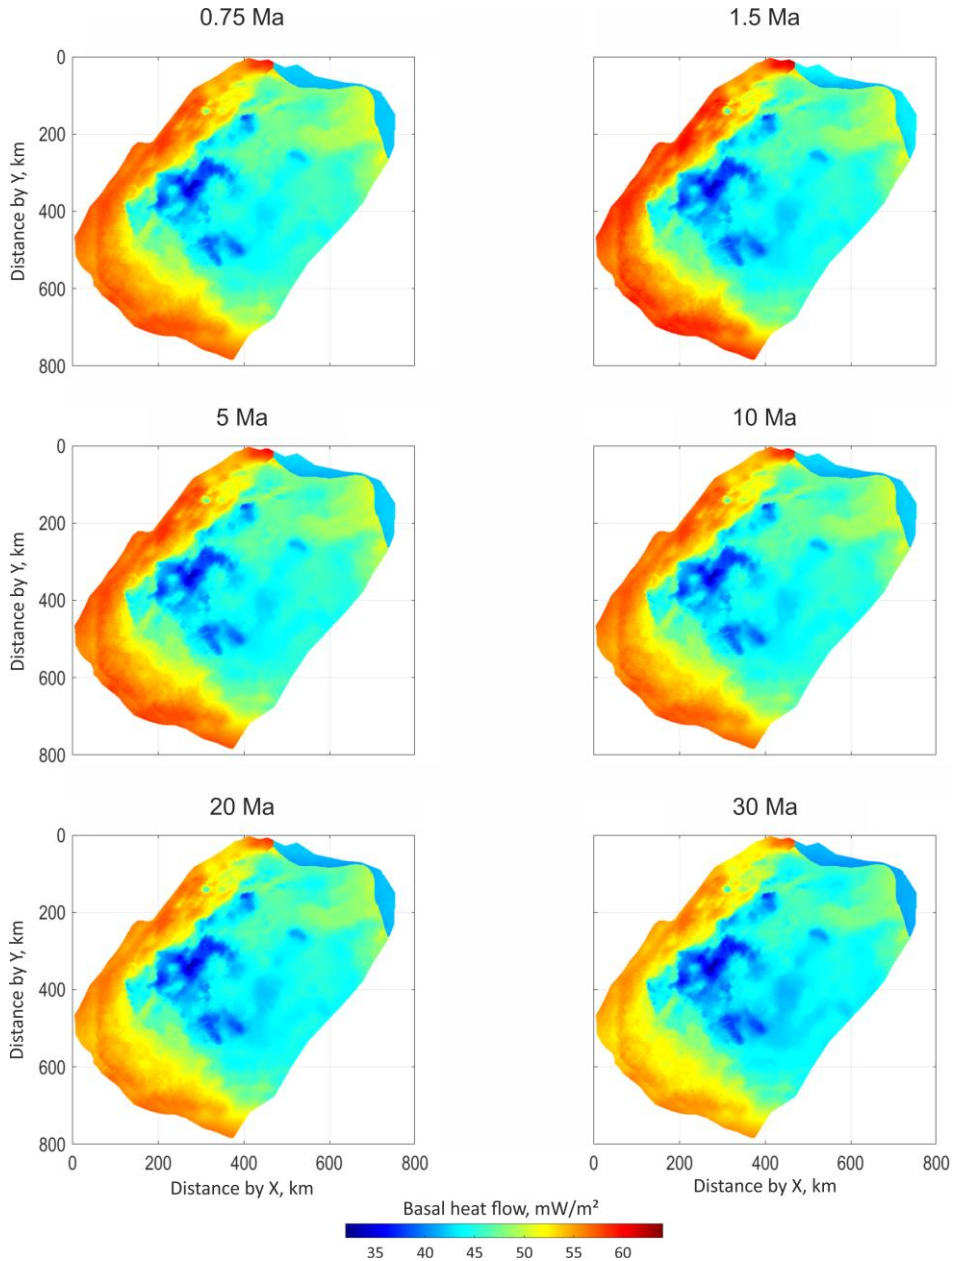 0.75 Ma
1.5 Ma
0
200
400
600
800
Distance by Y, km
5 Ma
10 Ma
0
200
400
600
800
Distance by Y, km
20 Ma
30 Ma
0
200
400
600
800
Distance by Y, km
0 200 400 600 800
Distance by X, km
0 200 400 600 800
Distance by X, km
Basal heat flow, mW/m²
35 40 45 50 55 60